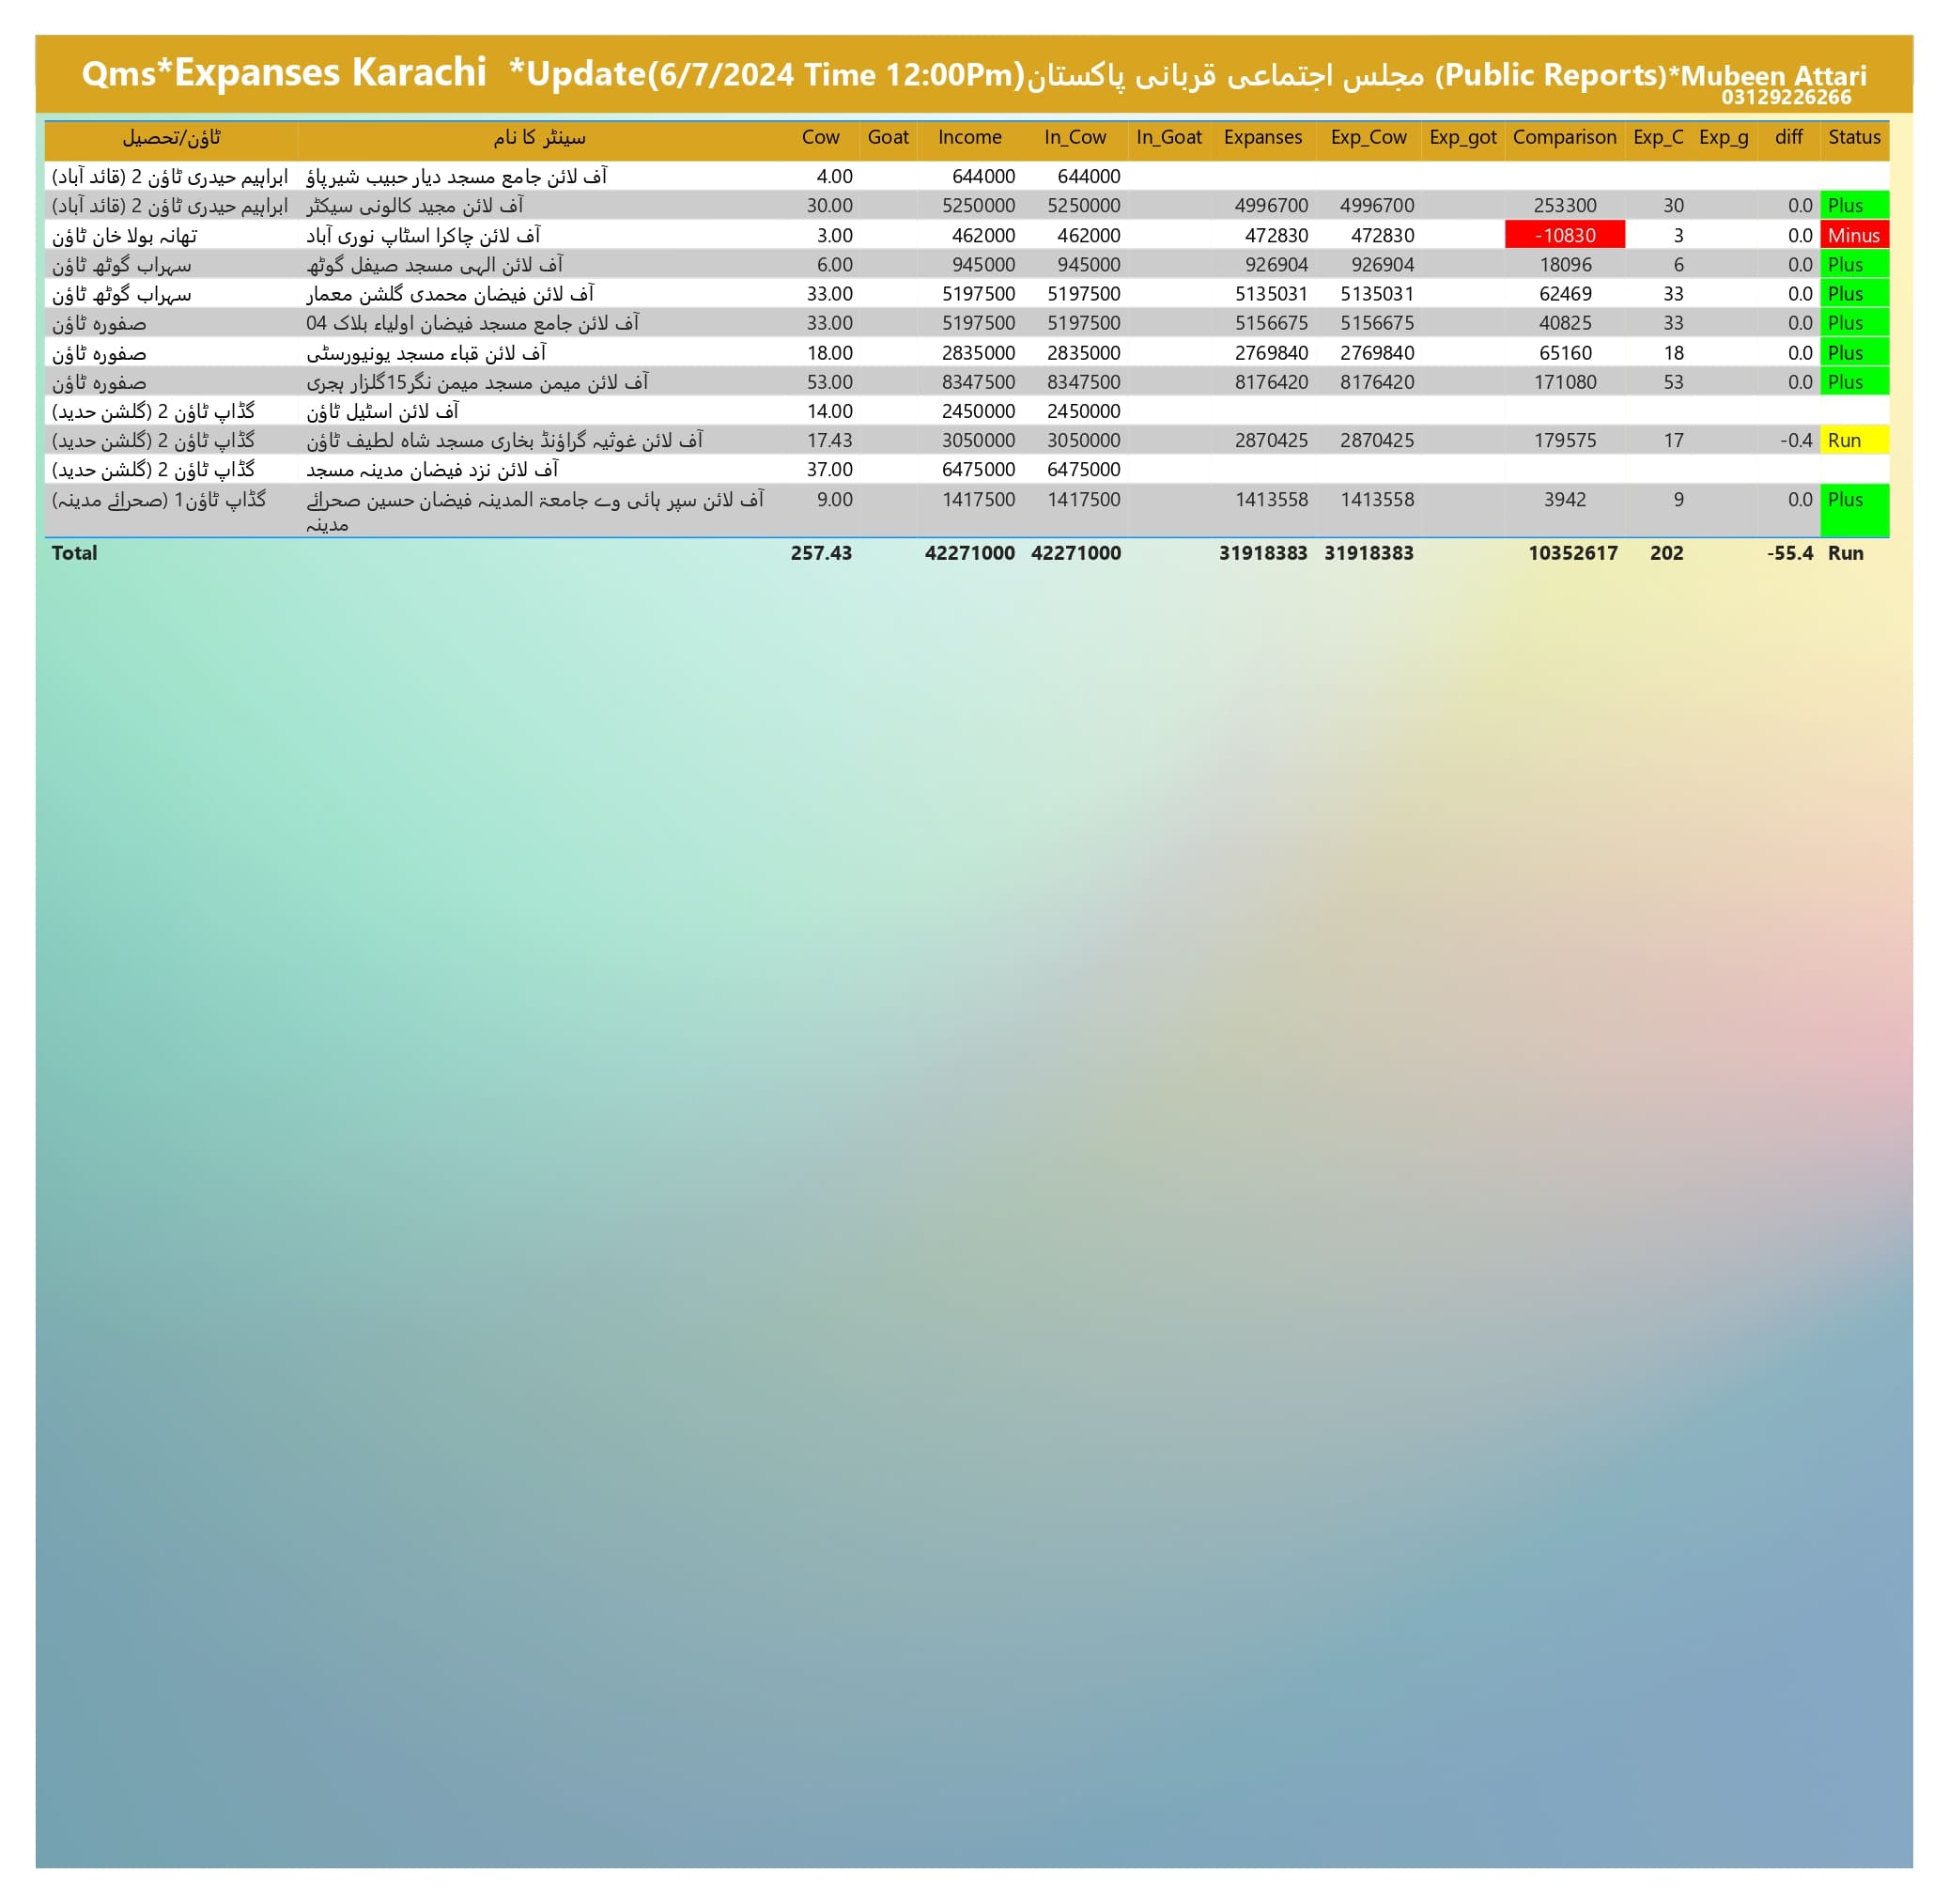 Qms*Expanses Karachi *Update(6/7/2024 Time 12:00Pm)مجلس اجتماعی قربانی پاکستان (Public Reports)*Mubeen Attari
03129226266
ٹاؤن/تحصیل سینٹر کا نام Cow Goat Income In_Cow In_Goat Expanses Exp_Cow Exp_got Comparison Exp_C Exp_g diff Status
ابراہیم حیدری ٹاؤن 2 (قائد آباد) آف لائن جامع مسجد دیار حبیب شیرپاؤ 4.00 644000 644000
ابراہیم حیدری ٹاؤن 2 (قائد آباد) آف لائن مجید کالونی سیکٹر 30.00 5250000 5250000 4996700 4996700 253300 30 0.0 Plus
تھانہ بولا خان ٹاؤن آف لائن چاکرا اسٹاپ نوری آباد 3.00 462000 462000 472830 472830 -10830 3 0.0 Minus
سہراب گوٹھ ٹاؤن آف لائن الہی مسجد صیفل گوٹھ 6.00 945000 945000 926904 926904 18096 6 0.0 Plus
سہراب گوٹھ ٹاؤن آف لائن فیضان محمدی گلشن معمار 33.00 5197500 5197500 5135031 5135031 62469 33 0.0 Plus
صفورہ ٹاؤن آف لائن جامع مسجد فیضان اولیاء بلاک 04 33.00 5197500 5197500 5156675 5156675 40825 33 0.0 Plus
صفورہ ٹاؤن آف لائن قباء مسجد یونیورسٹی 18.00 2835000 2835000 2769840 2769840 65160 18 0.0 Plus
صفورہ ٹاؤن آف لائن میمن مسجد میمن نگر15گلزار ہجری 53.00 8347500 8347500 8176420 8176420 171080 53 0.0 Plus
گڈاپ ٹاؤن 2 (گلشن حدید) آف لائن اسٹیل ٹاؤن 14.00 2450000 2450000
گڈاپ ٹاؤن 2 (گلشن حدید) آف لائن غوثیہ گراؤنڈ بخاری مسجد شاہ لطیف ٹاؤن 17.43 3050000 3050000 2870425 2870425 179575 17 -0.4 Run
گڈاپ ٹاؤن 2 (گلشن حدید) آف لائن نزد فیضان مدینہ مسجد 37.00 6475000 6475000
گڈاپ ٹاؤن1 (صحرائے مدینہ) آف لائن سپر ہائی وے جامعۃ المدینہ فیضان حسین صحرائے 9.00 1417500 1417500 1413558 1413558 3942 9 0.0 Plus
مدینہ
Total 257.43 42271000 42271000 31918383 31918383 10352617 202 -55.4 Run